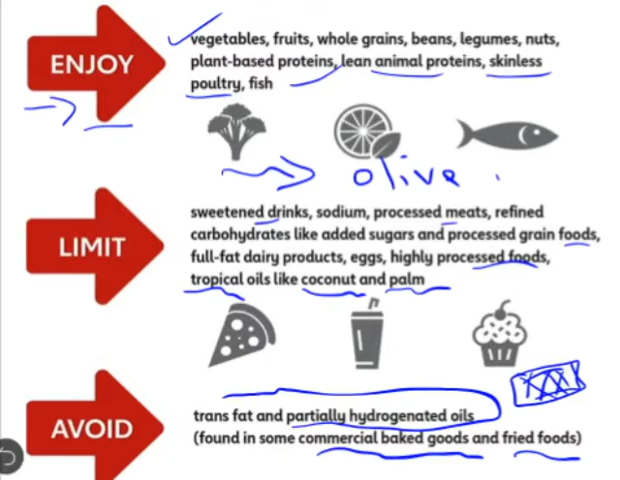 ENJOY
vegetables, fruits, whole grains, beans, legumes, nuts,
plant-based proteins, lean animal proteins, skinless
poultry, fish
olive
LIMIT
sweetened drinks, sodium, processed meats, refined
carbohydrates like added sugars and processed grain foods,
full-fat dairy products, eggs, highly processed foods,
tropical oils like coconut and palm
AVOID
trans fat and partially hydrogenated oils
(found in some commercial baked goods and fried foods)